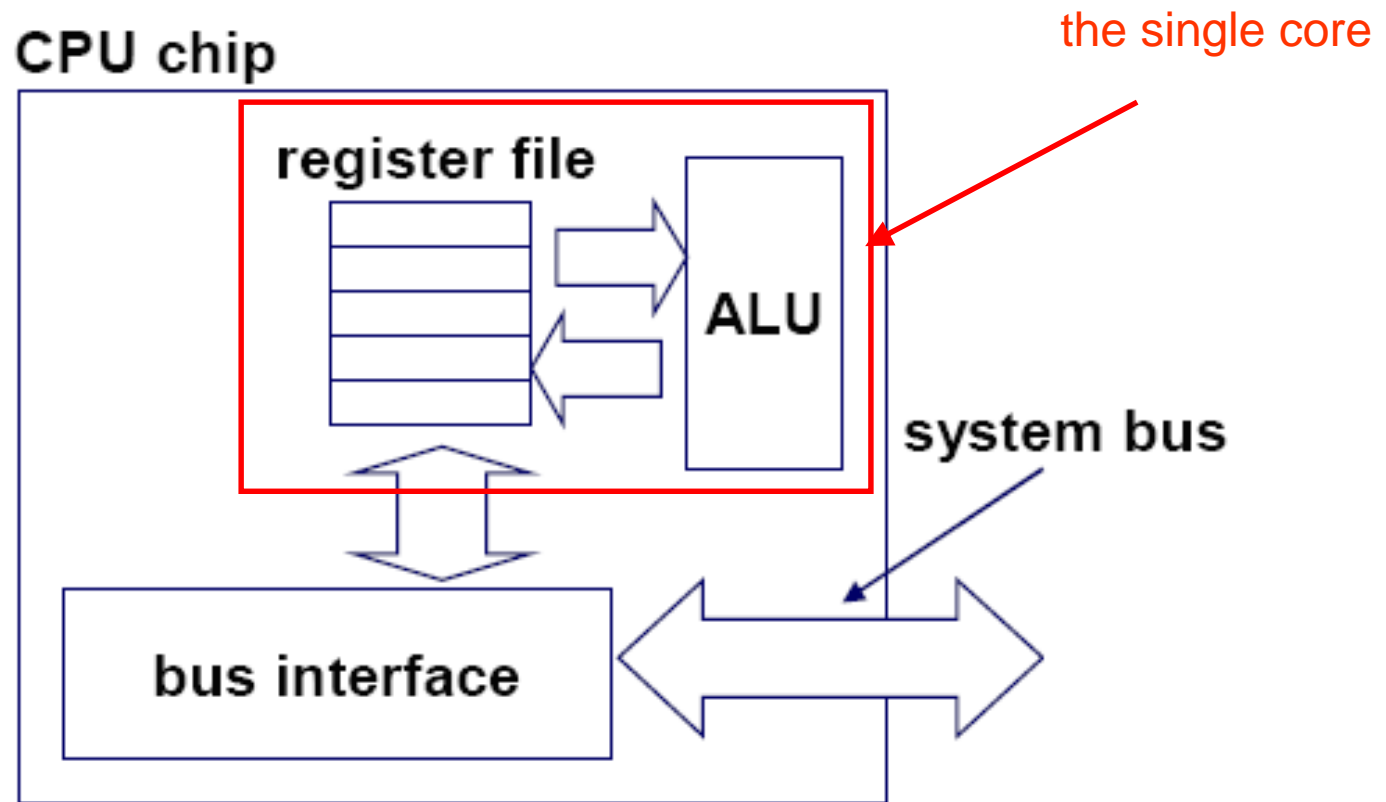 the single core
CPU chip
register file
ALU
system bus
bus interface